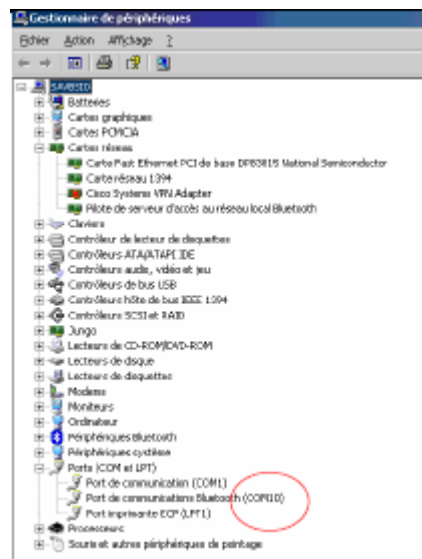 Gestionnaire de périphériques
Fichier Action Affichage ?
Batteries
Cartes graphiques
Cartes PCMCIA
Cartes réseau
Carte Fast Ethernet PCI de base DP83815 National Semiconductor
Carte réseau 1394
Cisco Systems VPN Adapter
Pilote de serveur d'accès au réseau local Bluetooth
Claviers
Contrôleur de lecteur de disquettes
Contrôleurs ATA/ATAPI IDE
Contrôleurs audio, vidéo et jeu
Contrôleurs de bus USB
Contrôleurs hôte de bus IEEE 1394
Contrôleurs SCSI et RAID
Jungo
Lecteurs de CD-ROM/DVD-ROM
Lecteurs de disque
Lecteurs de disquettes
Modems
Moniteurs
Ordinateur
Périphériques Bluetooth
Périphériques système
Ports (COM et LPT)
Port de communication (COM1)
Port de communications Bluetooth (COM10)
Port imprimante ECP (LPT1)
Processeurs
Souris et autres périphériques de pointage